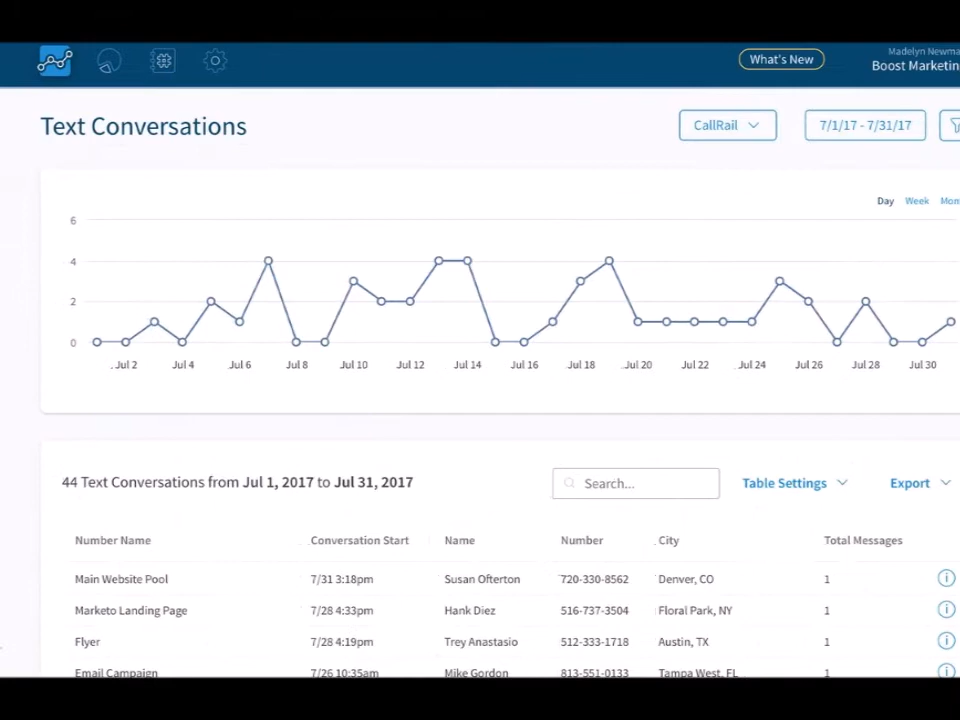 What's New
Madelyn Newma
Boost Marketin
Text Conversations
CallRail
7/1/17 - 7/31/17
Day Week Mon
6
4
2
0
Jul 2 Jul 4 Jul 6 Jul 8 Jul 10 Jul 12 Jul 14 Jul 16 Jul 18 Jul 20 Jul 22 Jul 24 Jul 26 Jul 28 Jul 30
44 Text Conversations from Jul 1, 2017 to Jul 31, 2017
Search...
Table Settings
Export
Number Name Conversation Start Name Number City Total Messages
Main Website Pool 7/31 3:18pm Susan Ofterton 720-330-8562 Denver, CO 1
Marketo Landing Page 7/28 4:33pm Hank Diez 516-737-3504 Floral Park, NY 1
Flyer 7/28 4:19pm Trey Anastasio 512-333-1718 Austin, TX 1
Email Campaign 7/26 10:35am Mike Gordon 813-551-0133 Tampa West, FL 1